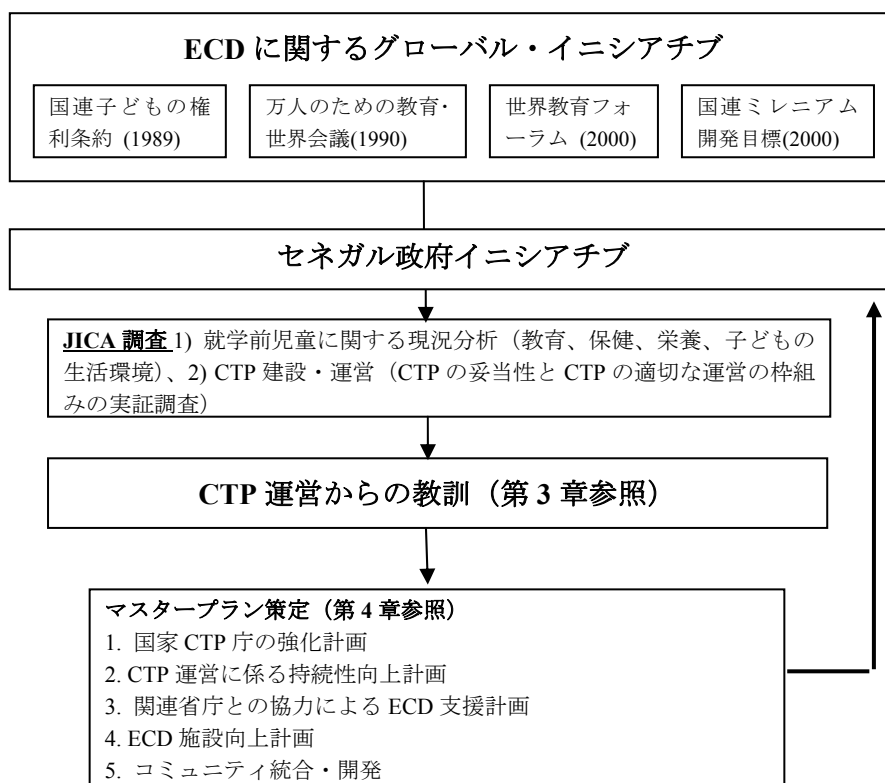 ECD に関するグローバル・イニシアチブ
国連子どもの権
利条約 (1989)
万人のための教育・
世界会議(1990)
世界教育フォ
ーラム (2000)
国連ミレニアム
開発目標(2000)
セネガル政府イニシアチブ
JICA 調査 1) 就学前児童に関する現況分析（教育、保健、栄養、子どもの
生活環境）、2) CTP 建設・運営（CTP の妥当性と CTP の適切な運営の枠組
みの実証調査）
CTP 運営からの教訓（第 3 章参照）
マスタープラン策定（第 4 章参照）
1. 国家 CTP 庁の強化計画
2. CTP 運営に係る持続性向上計画
3. 関連省庁との協力による ECD 支援計画
4. ECD 施設向上計画
5. コミュニティ統合・開発